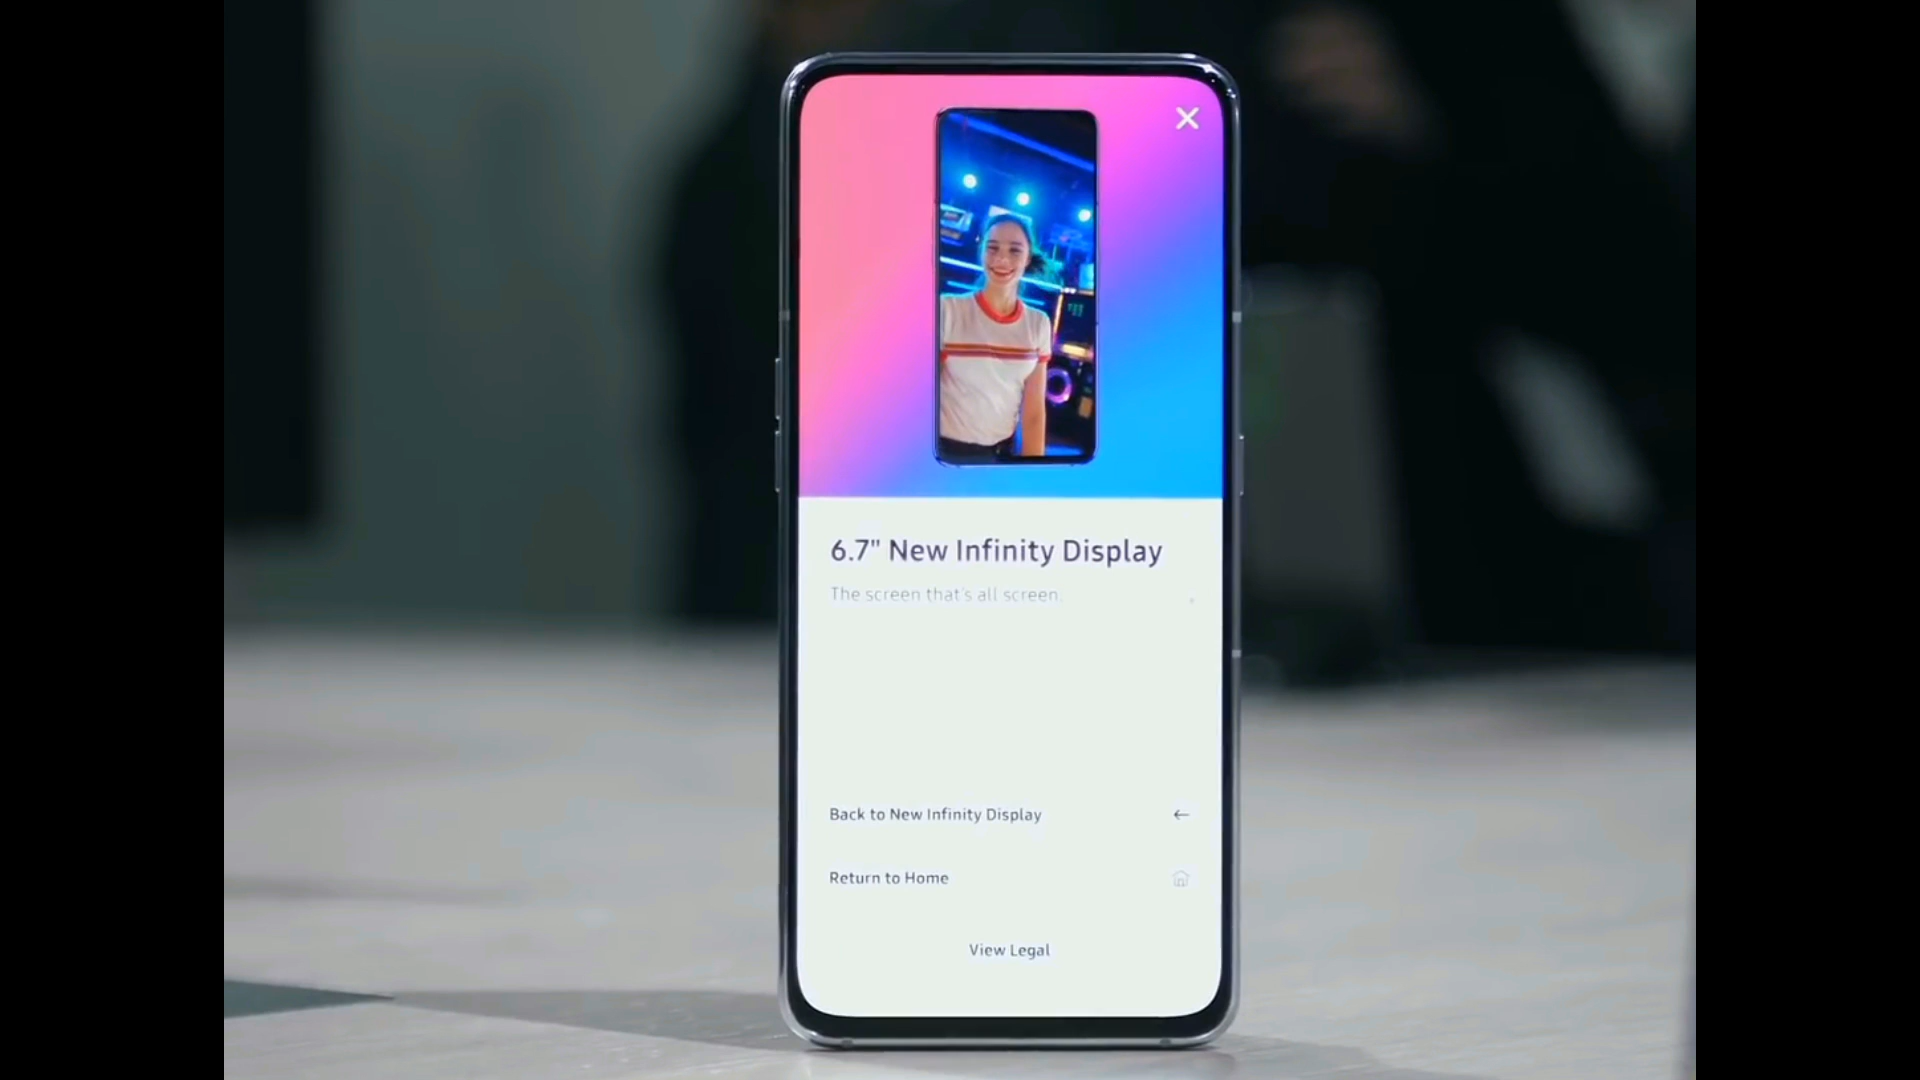 6.7" New Infinity Display
The screen that's all screen.
Back to New Infinity Display
Return to Home
View Legal